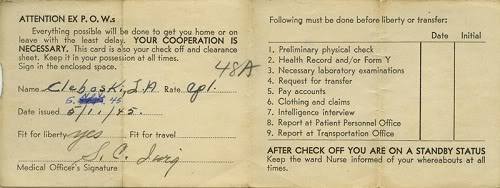 ATTENTION EX P. O. W.s
Everything possible will be done to get you home or on
leave with the least delay. YOUR COOPERATION IS
NECESSARY. This card is also your check off and clearance
sheet. Keep it in your possession at all times.
Sign in the enclosed space.
48A
Name Cleboski, J.A. Rate Cpl.
Date issued 5/1/45.
Fit for liberty yes Fit for travel
S. C.
Medical Officer's Signature
Following must be done before liberty or transfer:
Date Initial
1. Preliminary physical check
2. Health Record and/or Form Y
3. Necessary laboratory examinations
4. Request for transfer
5. Pay accounts
6. Clothing and claims
7. Intelligence interview
8. Report at Patient Personnel Office
9. Report at Transportation Office
AFTER CHECK OFF YOU ARE ON A STANDBY STATUS
Keep the ward Nurse informed of your whereabouts at all
times.